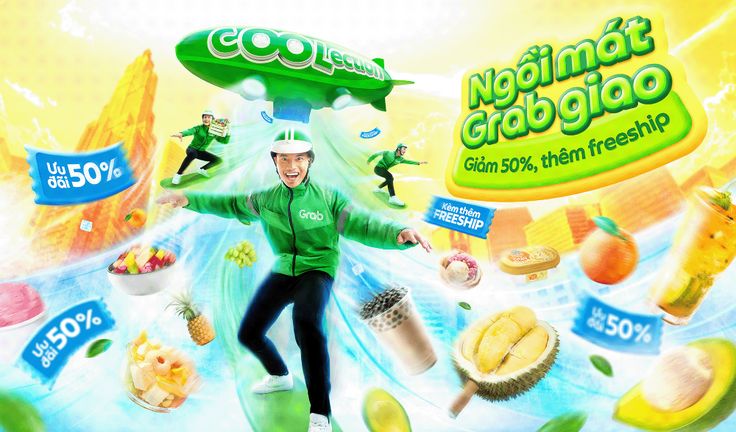 COOLlection
Ngồi mát
Grab giao
Giảm 50%, thêm freeship
Ưu
đãi 50%
Grab
Kèm thêm
FREESHIP
Ưu
đãi 50%
Ưu
đãi 50%